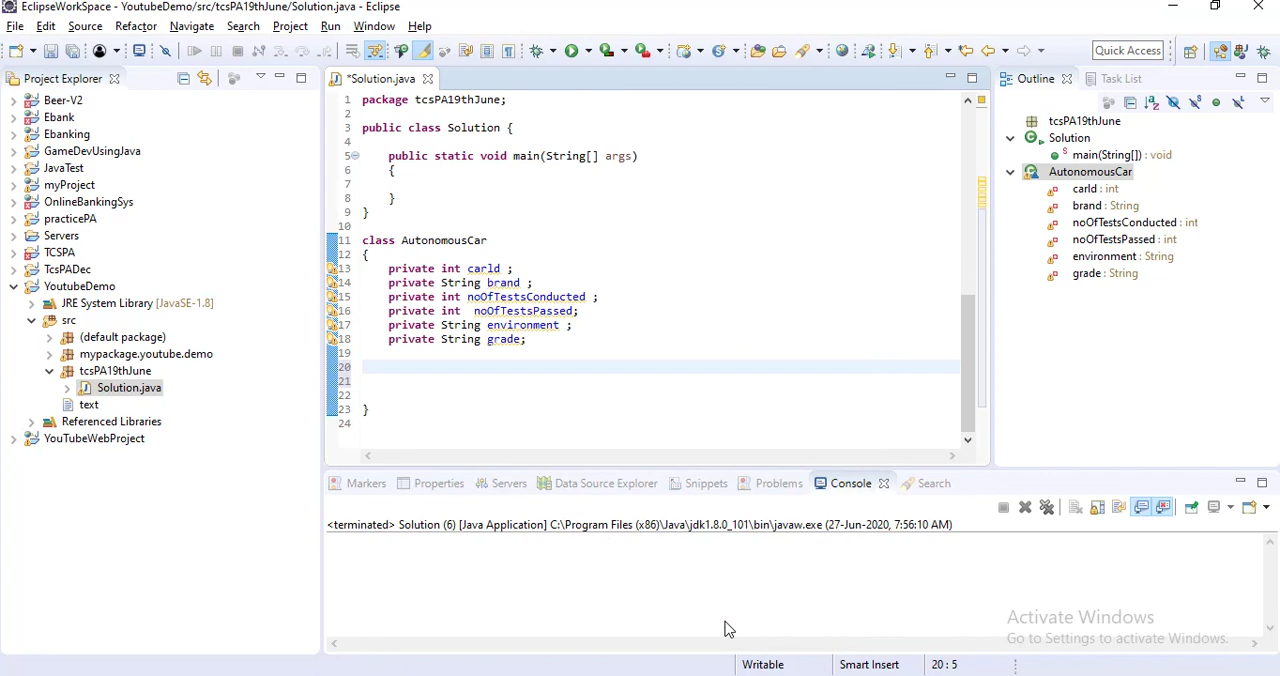 EclipseWorkSpace - YoutubeDemo/src/tcsPA19thJune/Solution.java - Eclipse
File Edit Source Refactor Navigate Search Project Run Window Help
Quick Access
Project Explorer
Beer-V2
Ebank
Ebanking
GameDevUsingJava
JavaTest
myProject
OnlineBankingSys
practicePA
Servers
TCSPA
TcsPADec
YoutubeDemo
JRE System Library [JavaSE-1.8]
src
(default package)
mypackage.youtube.demo
tcsPA19thJune
Solution.java
text
Referenced Libraries
YouTubeWebProject
*Solution.java
1 package tcsPA19thJune;
2
3 public class Solution {
4
5 public static void main(String[] args)
6 {
7
8 }
9 }
10
11 class AutonomousCar
12 {
13 private int carId ;
14 private String brand ;
15 private int noOfTestsConducted ;
16 private int noOfTestsPassed;
17 private String environment ;
18 private String grade;
19
20
21
22
23 }
24
Outline Task List
tcsPA19thJune
Solution
main(String[]) : void
AutonomousCar
carId : int
brand : String
noOfTestsConducted : int
noOfTestsPassed : int
environment : String
grade : String
Markers Properties Servers Data Source Explorer Snippets Problems Console Search
<terminated> Solution (6) [Java Application] C:\Program Files (x86)\Java\jdk1.8.0_101\bin\javaw.exe (27-Jun-2020, 7:56:10 AM)
Activate Windows
Go to Settings to activate Windows.
Writable Smart Insert 20 : 5